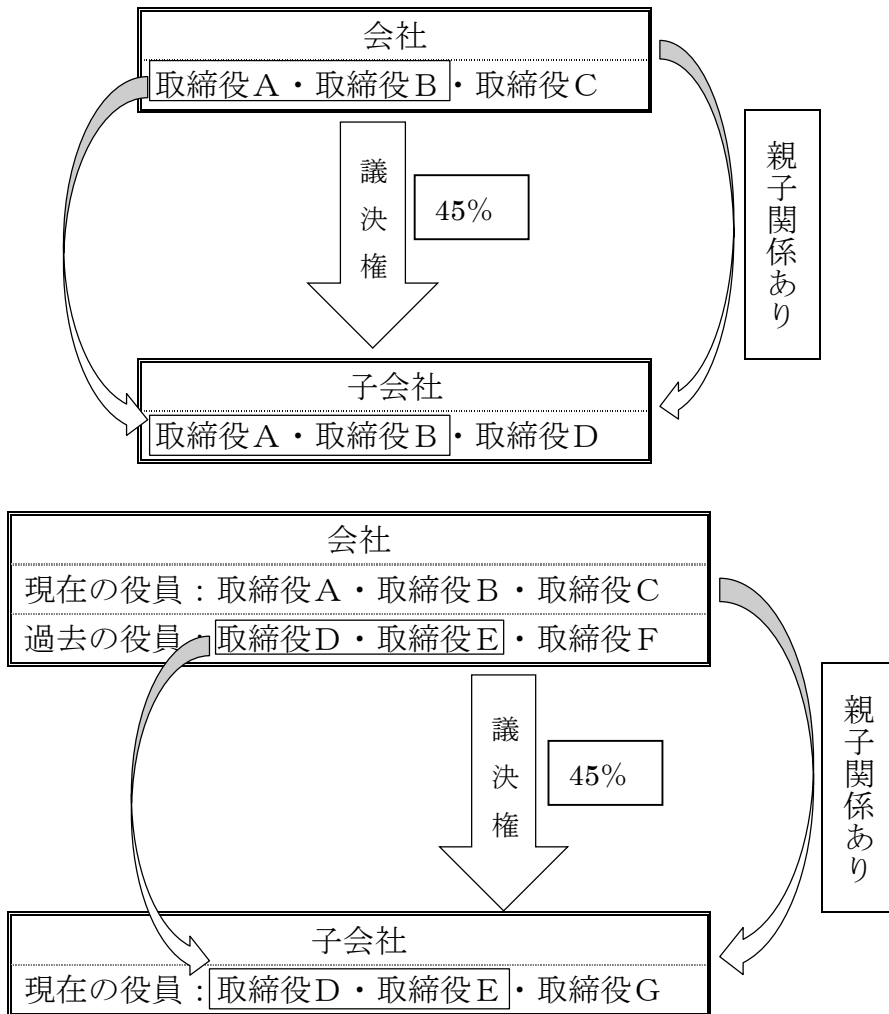 会社
取締役A・取締役B・取締役C
議決権
45%
親子関係あり
子会社
取締役A・取締役B・取締役D
会社
現在の役員：取締役A・取締役B・取締役C
過去の役員：取締役D・取締役E・取締役F
議決権
45%
親子関係あり
子会社
現在の役員：取締役D・取締役E・取締役G